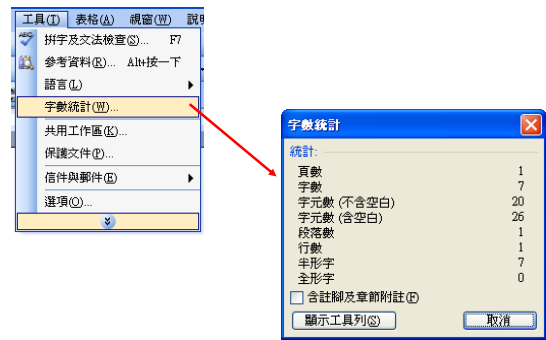 工具(T) 表格(A) 視窗(W) 說明
ABC
拼字及文法檢查(S)... F7
參考資料(R)... Alt+按一下
語言(L)
字數統計(W)...
共用工作區(K)...
保護文件(P)...
信件與郵件(E)
選項(O)...
字數統計
統計:
頁數 1
字數 7
字元數 (不含空白) 20
字元數 (含空白) 26
段落數 1
行數 1
半形字 7
全形字 0
含註腳及章節附註(F)
顯示工具列(S) 取消